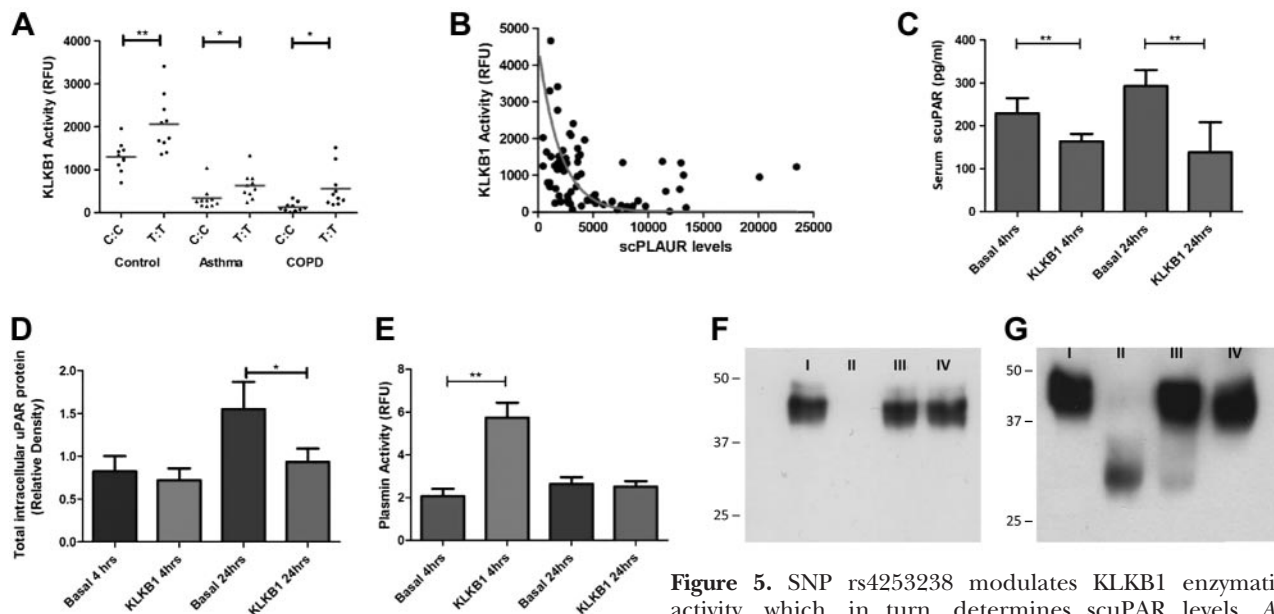 A
KLKB1 Activity (RFU)
4000
3000
2000
1000
0
**
*
*
C:C
T:T
C:C
T:T
C:C
T:T
Control
Asthma
COPD
B
KLKB1 Activity (RFU)
5000
4000
3000
2000
1000
0
0
5000
10000
15000
20000
25000
scPLAUR levels
C
Serum scuPAR (pg/ml)
400
300
200
100
0
**
**
Basal 4hrs
KLKB1 4hrs
Basal 24hrs
KLKB1 24hrs
D
Total intracellular uPAR protein
(Relative Density)
2.0
1.5
1.0
0.5
0.0
*
Basal 4 hrs
KLKB1 4hrs
Basal 24hrs
KLKB1 24hrs
E
Plasmin Activity (RFU)
8
6
4
2
0
**
Basal 4hrs
KLKB1 4hrs
Basal 24hrs
KLKB1 24hrs
F
I II III IV
50 –
37 –
25 –
G
I II III IV
50 –
37 –
25 –
Figure 5. SNP rs4253238 modulates KLKB1 enzymati
activity, which, in turn, determines scuPAR levels. A